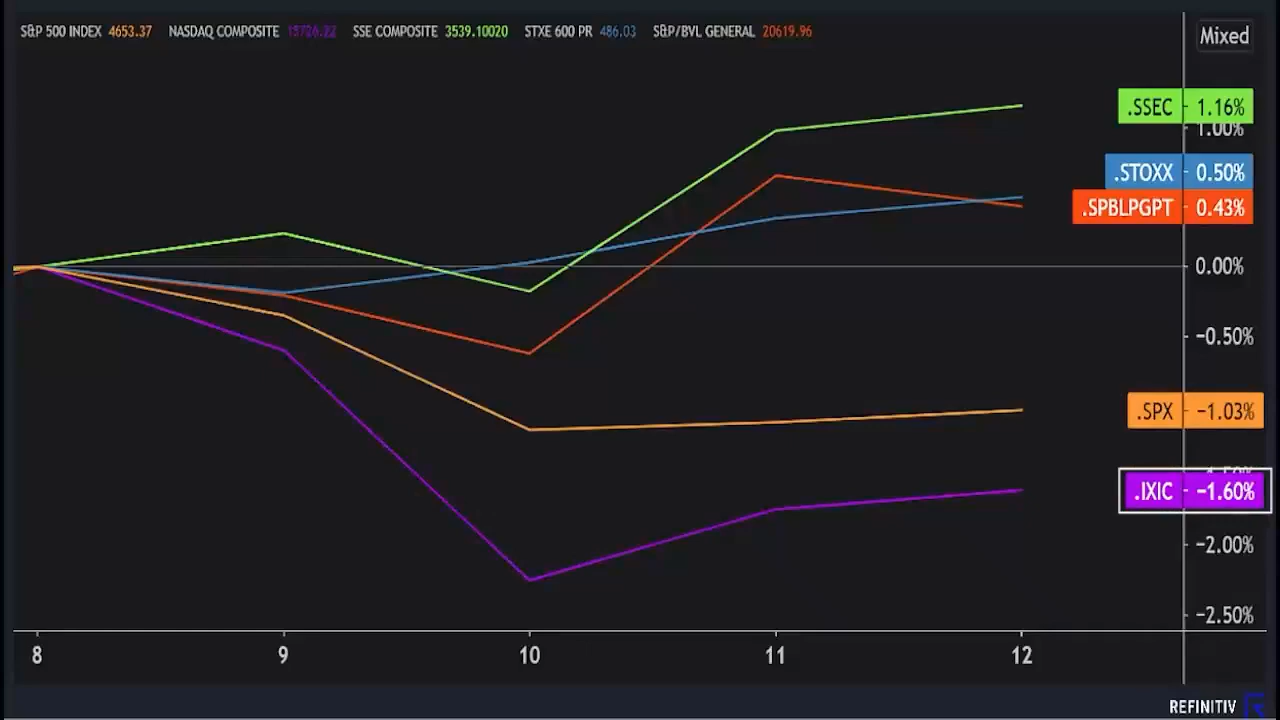 S&P 500 INDEX 4653.37 NASDAQ COMPOSITE 15726.22 SSE COMPOSITE 3539.10020 STXE 600 PR 486.03 S&P/BVL GENERAL 20619.96
Mixed
.SSEC 1.16%
1.00%
.STOXX 0.50%
.SPBLPGPT 0.43%
0.00%
−0.50%
.SPX −1.03%
.IXIC −1.60%
−2.00%
−2.50%
8 9 10 11 12
REFINITIV